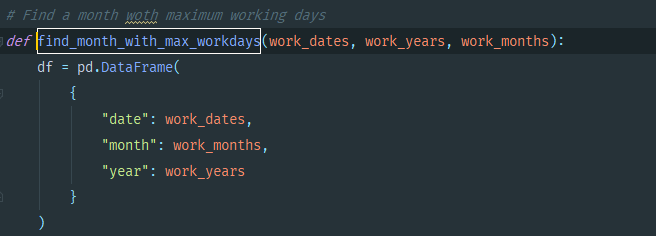 # Find a month woth maximum working days
def find_month_with_max_workdays(work_dates, work_years, work_months):
df = pd.DataFrame(
{
"date": work_dates,
"month": work_months,
"year": work_years
}
)